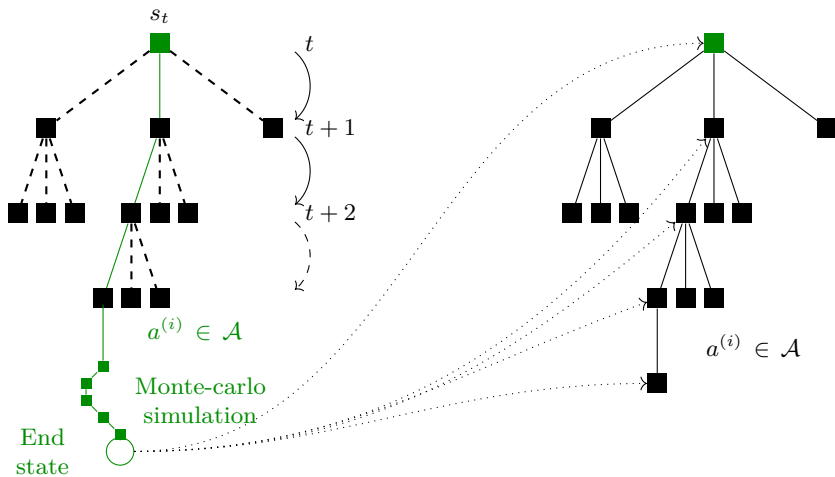 s_t
t
t + 1
t + 2
a^{(i)} ∈ 𝒜
Monte-carlo
simulation
End
state
a^{(i)} ∈ 𝒜